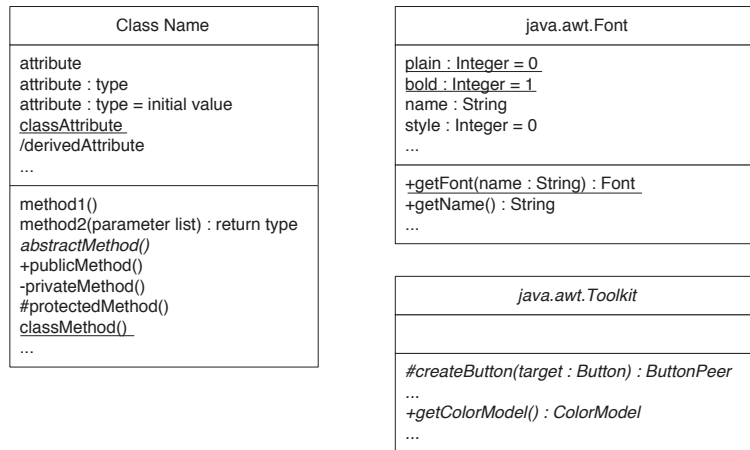 Class Name
attribute
attribute : type
attribute : type = initial value
classAttribute
/derivedAttribute
...
method1()
method2(parameter list) : return type
abstractMethod()
+publicMethod()
-privateMethod()
#protectedMethod()
classMethod()
...
java.awt.Font
plain : Integer = 0
bold : Integer = 1
name : String
style : Integer = 0
...
+getFont(name : String) : Font
+getName() : String
...
java.awt.Toolkit
#createButton(target : Button) : ButtonPeer
...
+getColorModel() : ColorModel
...